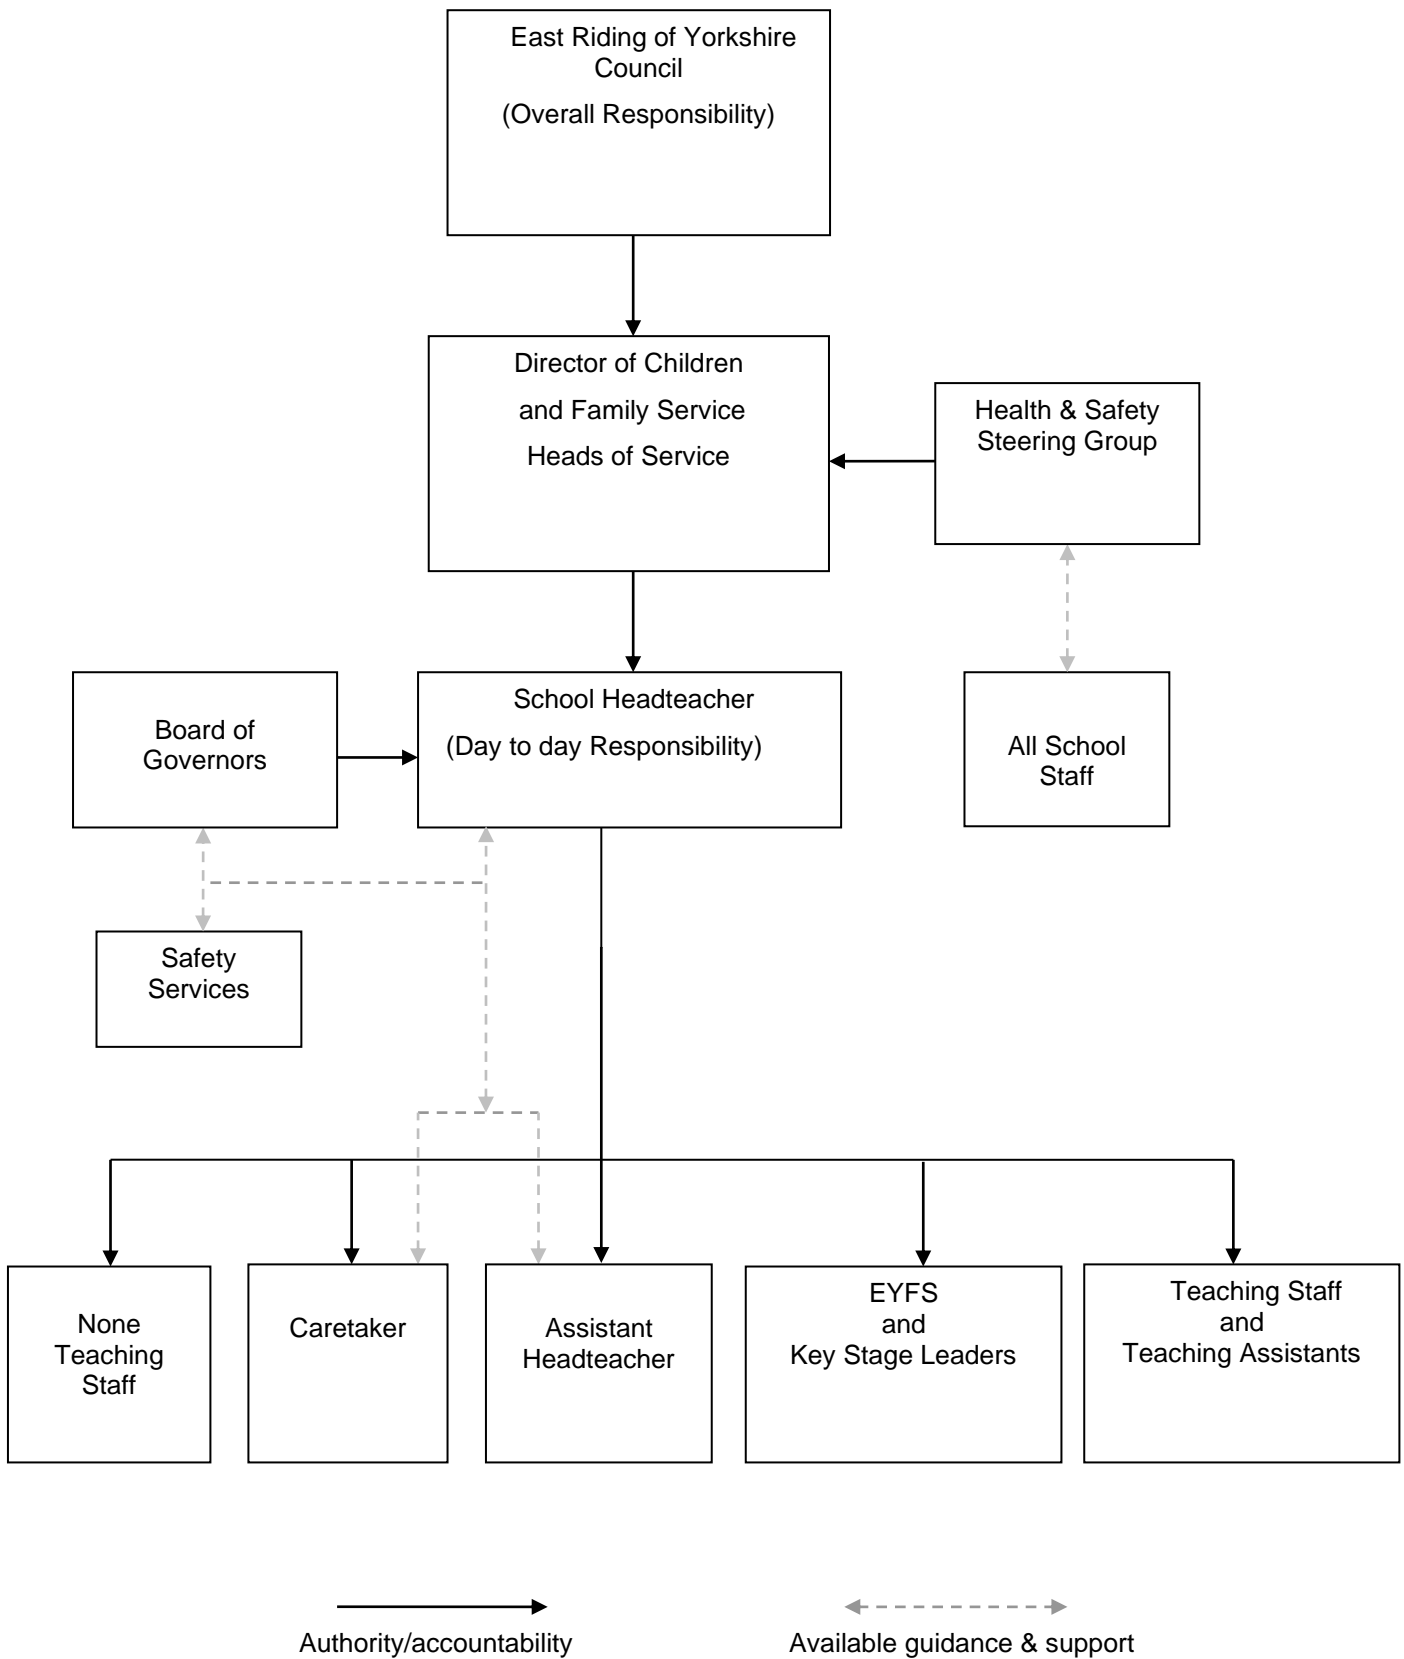 East Riding of Yorkshire
Council
(Overall Responsibility)
Director of Children
and Family Service
Heads of Service
Health & Safety
Steering Group
Board of
Governors
School Headteacher
(Day to day Responsibility)
All School
Staff
Safety
Services
None
Teaching
Staff
Caretaker
Assistant
Headteacher
EYFS
and
Key Stage Leaders
Teaching Staff
and
Teaching Assistants
Authority/accountability
Available guidance & support